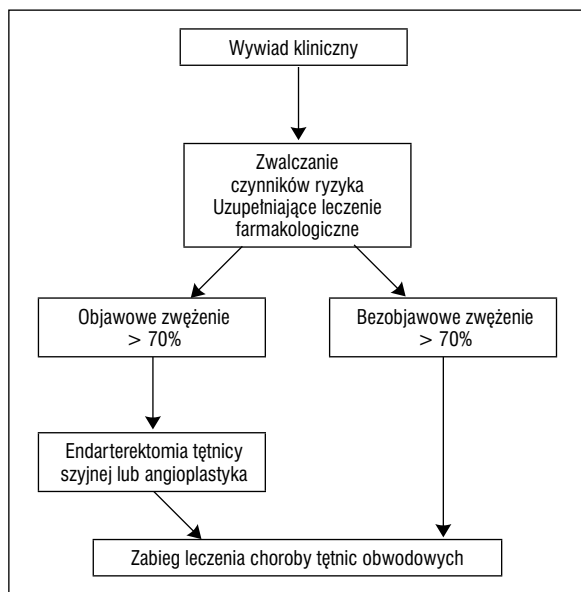 Wywiad kliniczny
Zwalczanie
czynników ryzyka
Uzupełniające leczenie
farmakologiczne
Objawowe zwężenie
> 70%
Bezobjawowe zwężenie
> 70%
Endarterektomia tętnicy
szyjnej lub angioplastyka
Zabieg leczenia choroby tętnic obwodowych